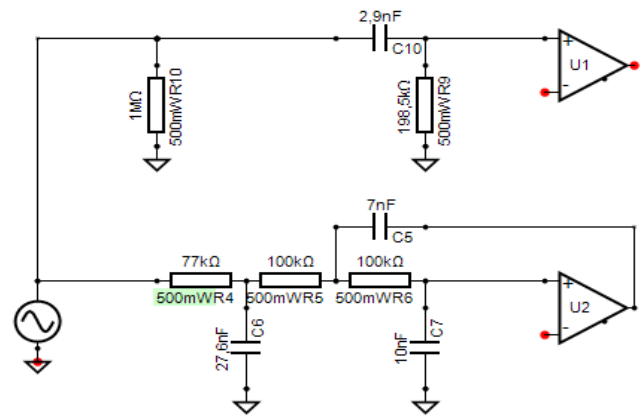 2,9nF
C10
+
U1
-
1MΩ
500mWR10
198,5kΩ
500mWR9
7nF
C5
77kΩ
100kΩ
100kΩ
500mWR4
500mWR5
500mWR6
+
U2
-
27,6nF
C6
10nF
C7